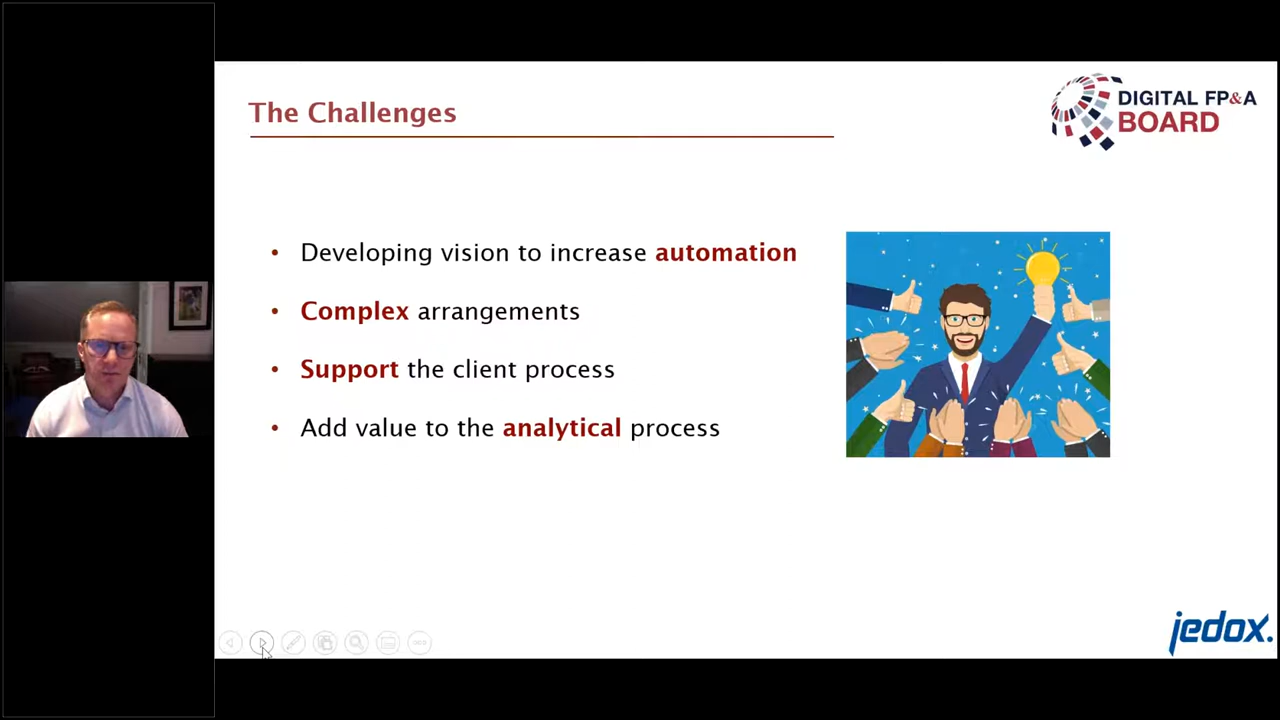 The Challenges
DIGITAL FP&A
BOARD
• Developing vision to increase automation
• Complex arrangements
• Support the client process
• Add value to the analytical process
jedox.